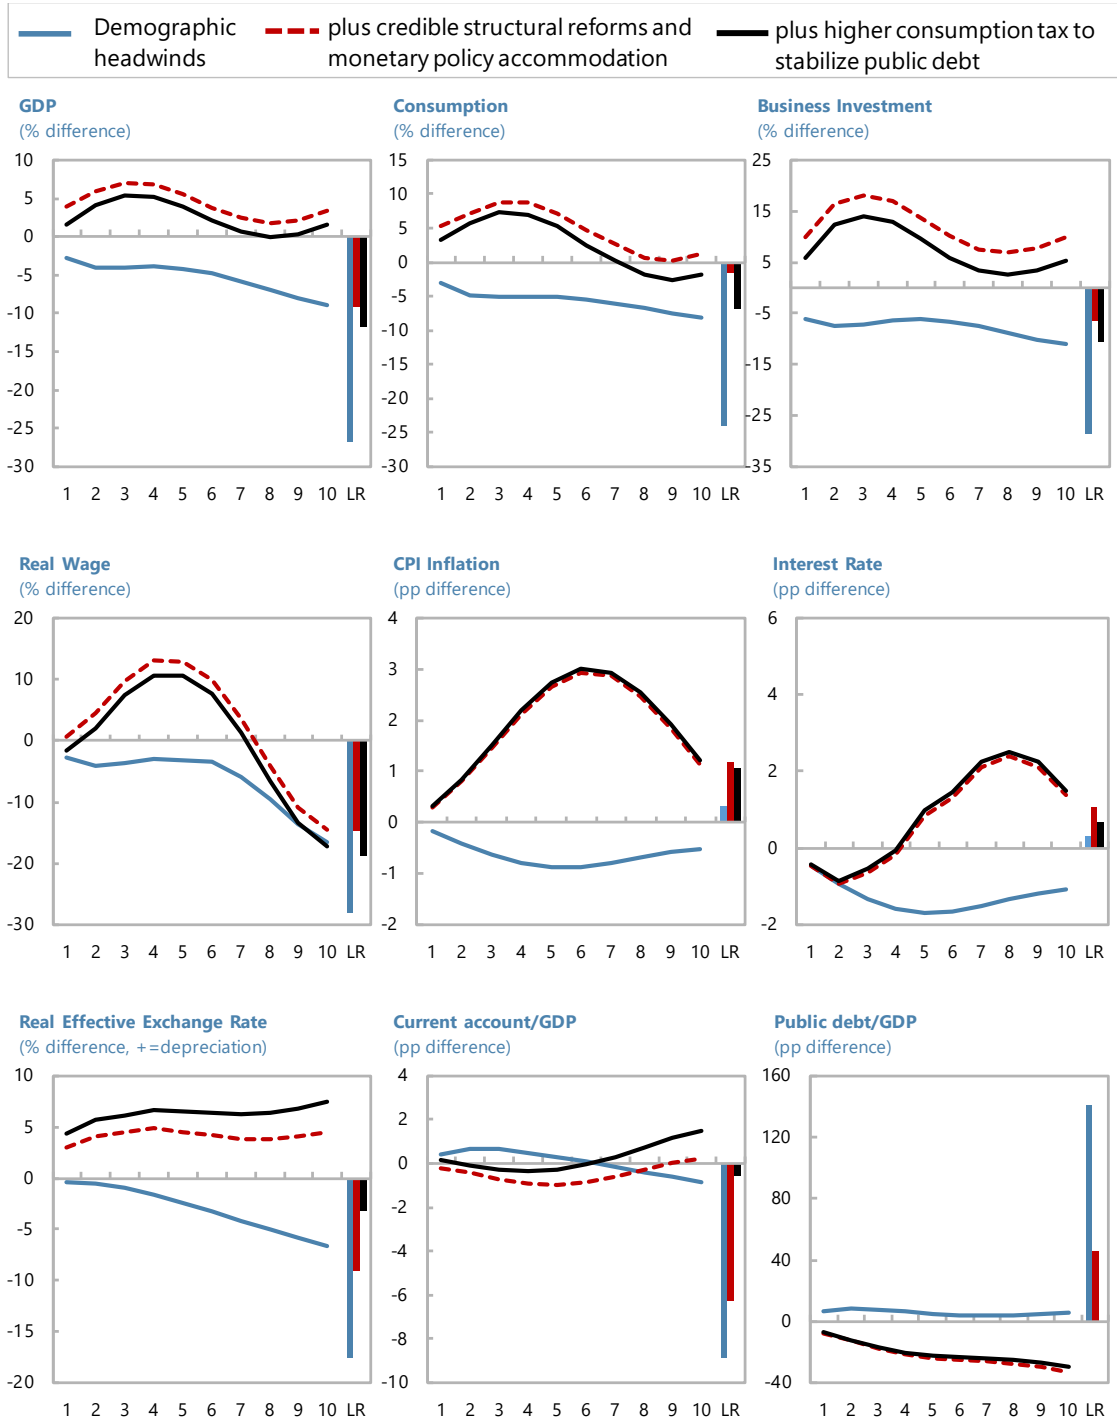 Demographic headwinds
plus credible structural reforms and monetary policy accommodation
plus higher consumption tax to stabilize public debt
GDP
(% difference)
10
5
0
-5
-10
-15
-20
-25
-30
1 2 3 4 5 6 7 8 9 10 LR
Consumption
(% difference)
15
10
5
0
-5
-10
-15
-20
-25
-30
1 2 3 4 5 6 7 8 9 10 LR
Business Investment
(% difference)
25
15
5
-5
-15
-25
-35
1 2 3 4 5 6 7 8 9 10 LR
Real Wage
(% difference)
20
10
0
-10
-20
-30
1 2 3 4 5 6 7 8 9 10 LR
CPI Inflation
(pp difference)
4
3
2
1
0
-1
-2
1 2 3 4 5 6 7 8 9 10 LR
Interest Rate
(pp difference)
6
4
2
0
-2
1 2 3 4 5 6 7 8 9 10 LR
Real Effective Exchange Rate
(% difference, +=depreciation)
10
5
0
-5
-10
-15
-20
1 2 3 4 5 6 7 8 9 10 LR
Current account/GDP
(pp difference)
4
2
0
-2
-4
-6
-8
-10
1 2 3 4 5 6 7 8 9 10 LR
Public debt/GDP
(pp difference)
160
120
80
40
0
-40
1 2 3 4 5 6 7 8 9 10 LR